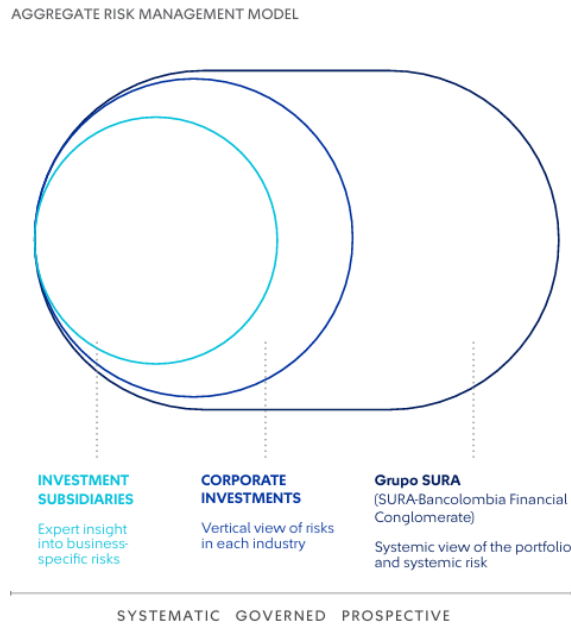 AGGREGATE RISK MANAGEMENT MODEL
INVESTMENT
SUBSIDIARIES
Expert insight
into business-
specific risks
CORPORATE
INVESTMENTS
Vertical view of risks
in each industry
Grupo SURA
(SURA-Bancolombia Financial
Conglomerate)
Systemic view of the portfolio
and systemic risk
SYSTEMATIC GOVERNED PROSPECTIVE